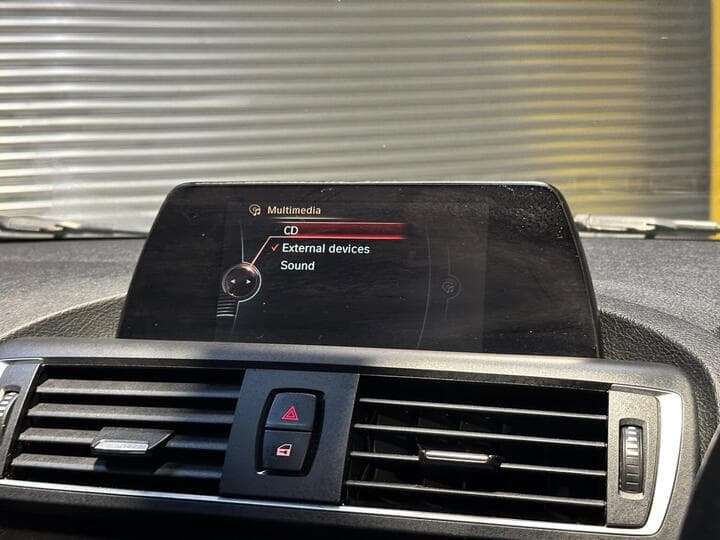 Multimedia
CD
External devices
Sound